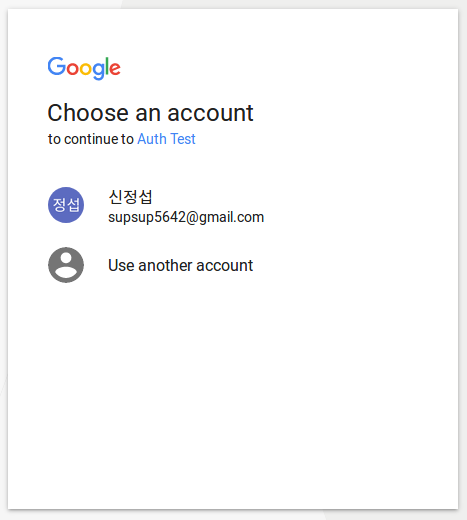 Google
Choose an account
to continue to Auth Test
정섭
신정섭
supsup5642@gmail.com
Use another account